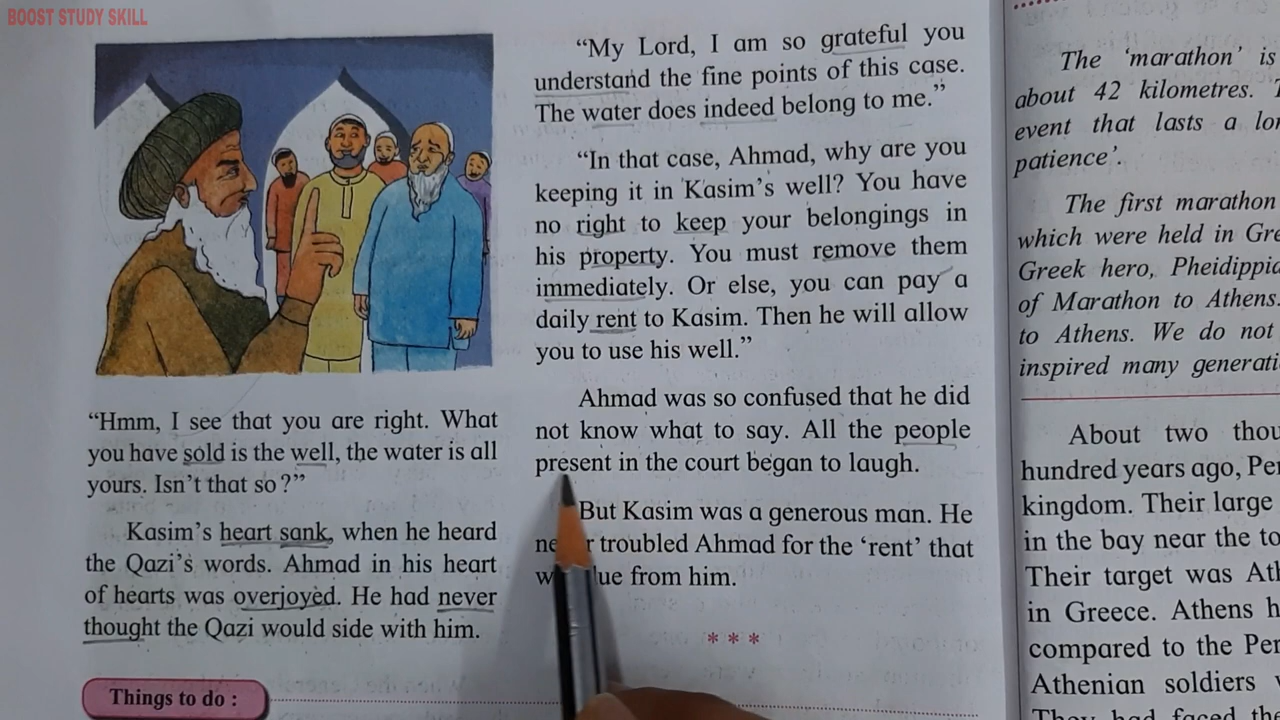 BOOST STUDY SKILL
“Hmm, I see that you are right. What
you have sold is the well, the water is all
yours. Isn’t that so?”
Kasim’s heart sank, when he heard
the Qazi’s words. Ahmad in his heart
of hearts was overjoyed. He had never
thought the Qazi would side with him.
Things to do :
“My Lord, I am so grateful you
understand the fine points of this case.
The water does indeed belong to me.”
“In that case, Ahmad, why are you
keeping it in Kasim’s well? You have
no right to keep your belongings in
his property. You must remove them
immediately. Or else, you can pay a
daily rent to Kasim. Then he will allow
you to use his well.”
Ahmad was so confused that he did
not know what to say. All the people
present in the court began to laugh.
But Kasim was a generous man. He
troubled Ahmad for the ‘rent’ that
from him.
* * *
The ‘marathon’ is
about 42 kilometres.
event that lasts a
patience’.
The first marathon
which were held in
Greek hero,
of Marathon to Athens.
to Athens. We do not
inspired many
About two
hundred years ago,
kingdom. Their large
in the bay near the
Their target was
in Greece. Athens
compared to the
Athenian soldiers
They had faced